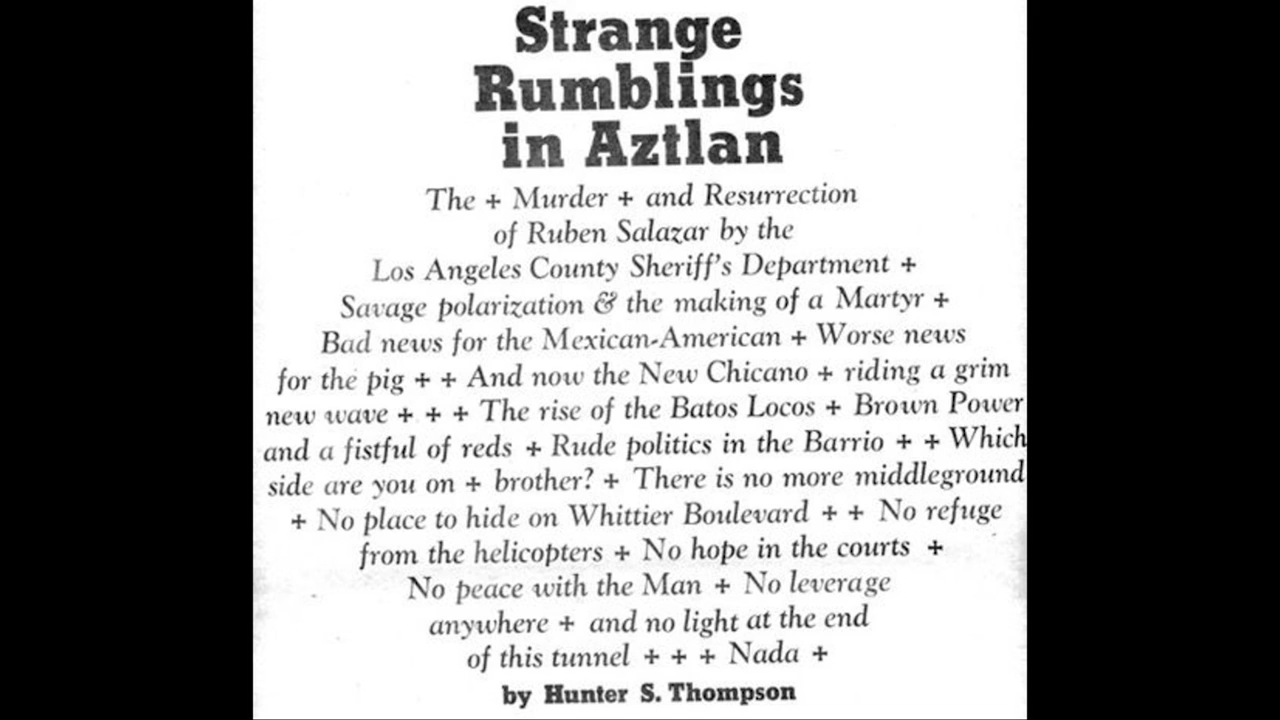 Strange
Rumblings
in Aztlan
The + Murder + and Resurrection
of Ruben Salazar by the
Los Angeles County Sheriff's Department +
Savage polarization & the making of a Martyr +
Bad news for the Mexican-American + Worse news
for the pig + + And now the New Chicano + riding a grim
new wave + + + The rise of the Batos Locos + Brown Power
and a fistful of reds + Rude politics in the Barrio + + Which
side are you on + brother? + There is no more middleground
+ No place to hide on Whittier Boulevard + + No refuge
from the helicopters + No hope in the courts +
No peace with the Man + No leverage
anywhere + and no light at the end
of this tunnel + + + Nada +
by Hunter S. Thompson